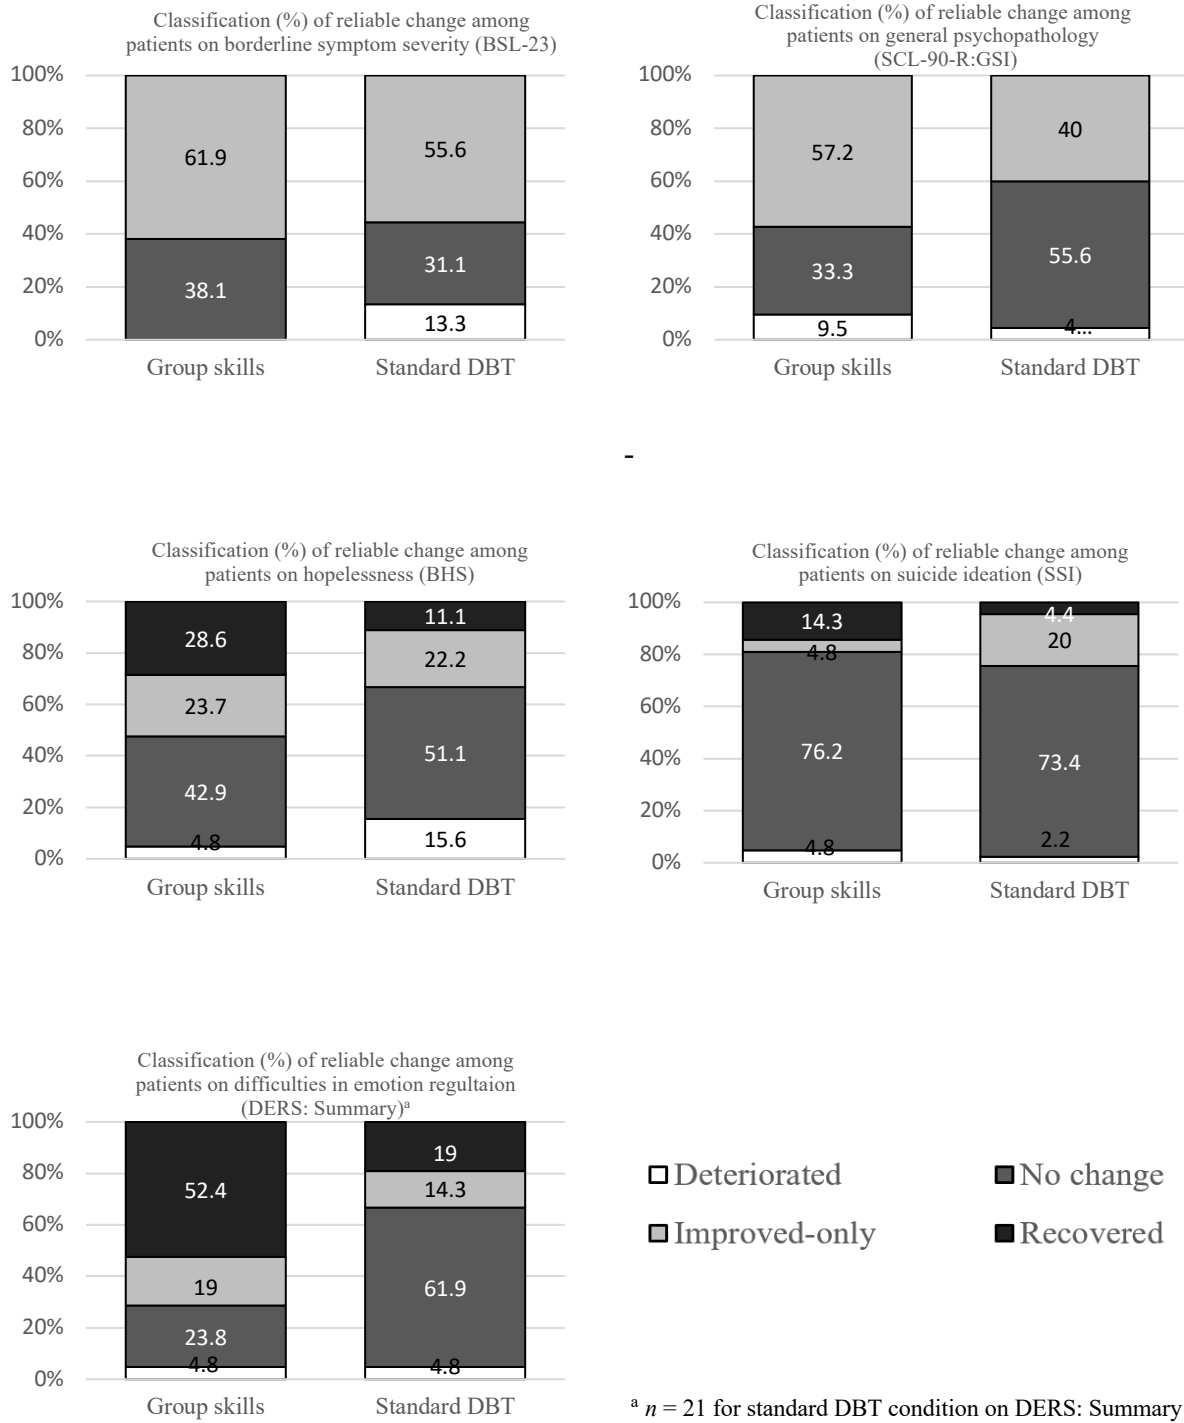 Classification (%) of reliable change among
patients on borderline symptom severity (BSL-23)
100%
80%
60%
40%
20%
0%
61.9
38.1
55.6
31.1
13.3
Group skills
Standard DBT
Classification (%) of reliable change among
patients on general psychopathology
(SCL-90-R:GSI)
100%
80%
60%
40%
20%
0%
57.2
33.3
9.5
40
55.6
4...
Group skills
Standard DBT
-
Classification (%) of reliable change among
patients on hopelessness (BHS)
100%
80%
60%
40%
20%
0%
28.6
23.7
42.9
4.8
11.1
22.2
51.1
15.6
Group skills
Standard DBT
Classification (%) of reliable change among
patients on suicide ideation (SSI)
100%
80%
60%
40%
20%
0%
14.3
4.8
76.2
4.8
4.4
20
73.4
2.2
Group skills
Standard DBT
Classification (%) of reliable change among
patients on difficulties in emotion regultaion
(DERS: Summary)ᵃ
100%
80%
60%
40%
20%
0%
52.4
19
23.8
4.8
19
14.3
61.9
4.8
Group skills
Standard DBT
Deteriorated
No change
Improved-only
Recovered
ᵃ n = 21 for standard DBT condition on DERS: Summary